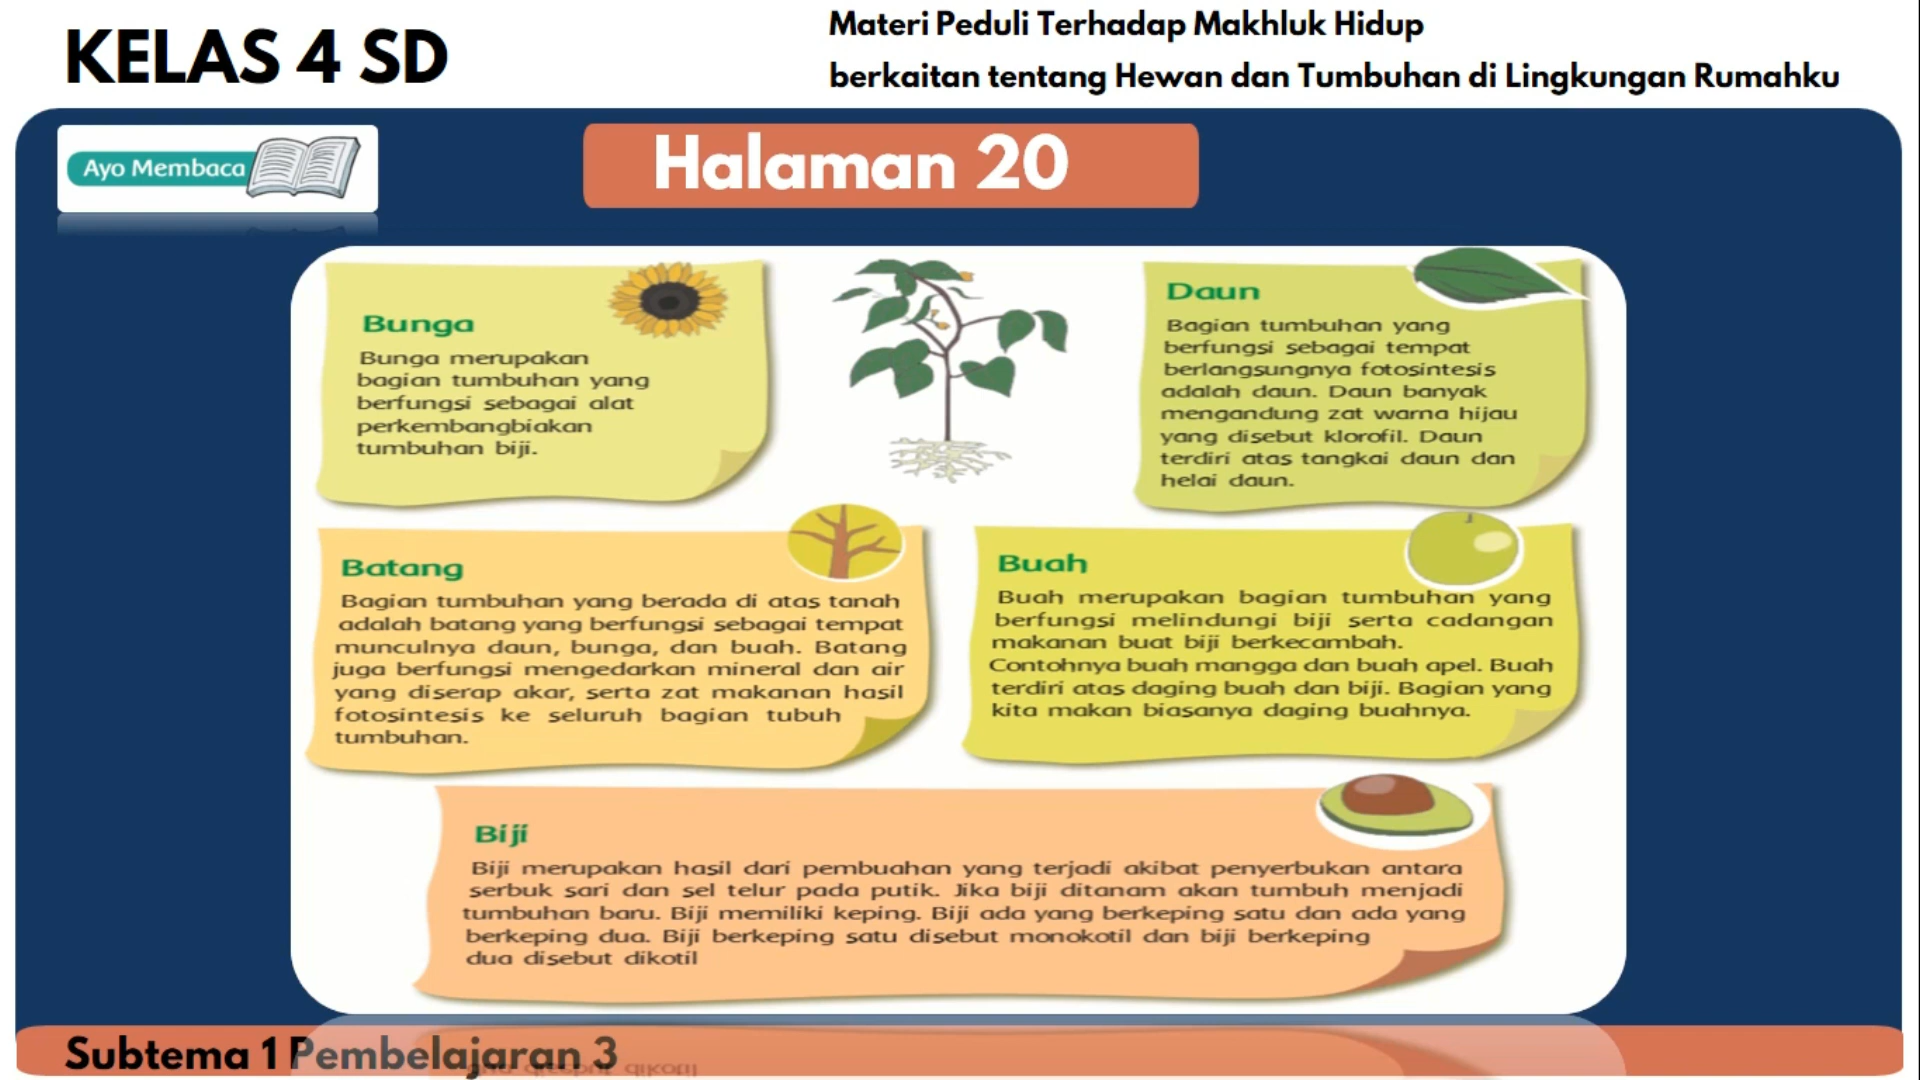 KELAS 4 SD
Materi Peduli Terhadap Makhluk Hidup
berkaitan tentang Hewan dan Tumbuhan di Lingkungan Rumahku
Ayo Membaca
Halaman 20
Bunga
Bunga merupakan
bagian tumbuhan yang
berfungsi sebagai alat
perkembangbiakan
tumbuhan biji.
Daun
Bagian tumbuhan yang
berfungsi sebagai tempat
berlangsungnya fotosintesis
adalah daun. Daun banyak
mengandung zat warna hijau
yang disebut klorofil. Daun
terdiri atas tangkai daun dan
helai daun.
Batang
Bagian tumbuhan yang berada di atas tanah
adalah batang yang berfungsi sebagai tempat
munculnya daun, bunga, dan buah. Batang
juga berfungsi mengedarkan mineral dan air
yang diserap akar, serta zat makanan hasil
fotosintesis ke seluruh bagian tubuh
tumbuhan.
Buah
Buah merupakan bagian tumbuhan yang
berfungsi melindungi biji serta cadangan
makanan buat biji berkecambah.
Contohnya buah mangga dan buah apel. Buah
terdiri atas daging buah dan biji. Bagian yang
kita makan biasanya daging buahnya.
Biji
Biji merupakan hasil dari pembuahan yang terjadi akibat penyerbukan antara
serbuk sari dan sel telur pada putik. Jika biji ditanam akan tumbuh menjadi
tumbuhan baru. Biji memiliki keping. Biji ada yang berkeping satu dan ada yang
berkeping dua. Biji berkeping satu disebut monokotil dan biji berkeping
dua disebut dikotil
Subtema 1 Pembelajaran 3